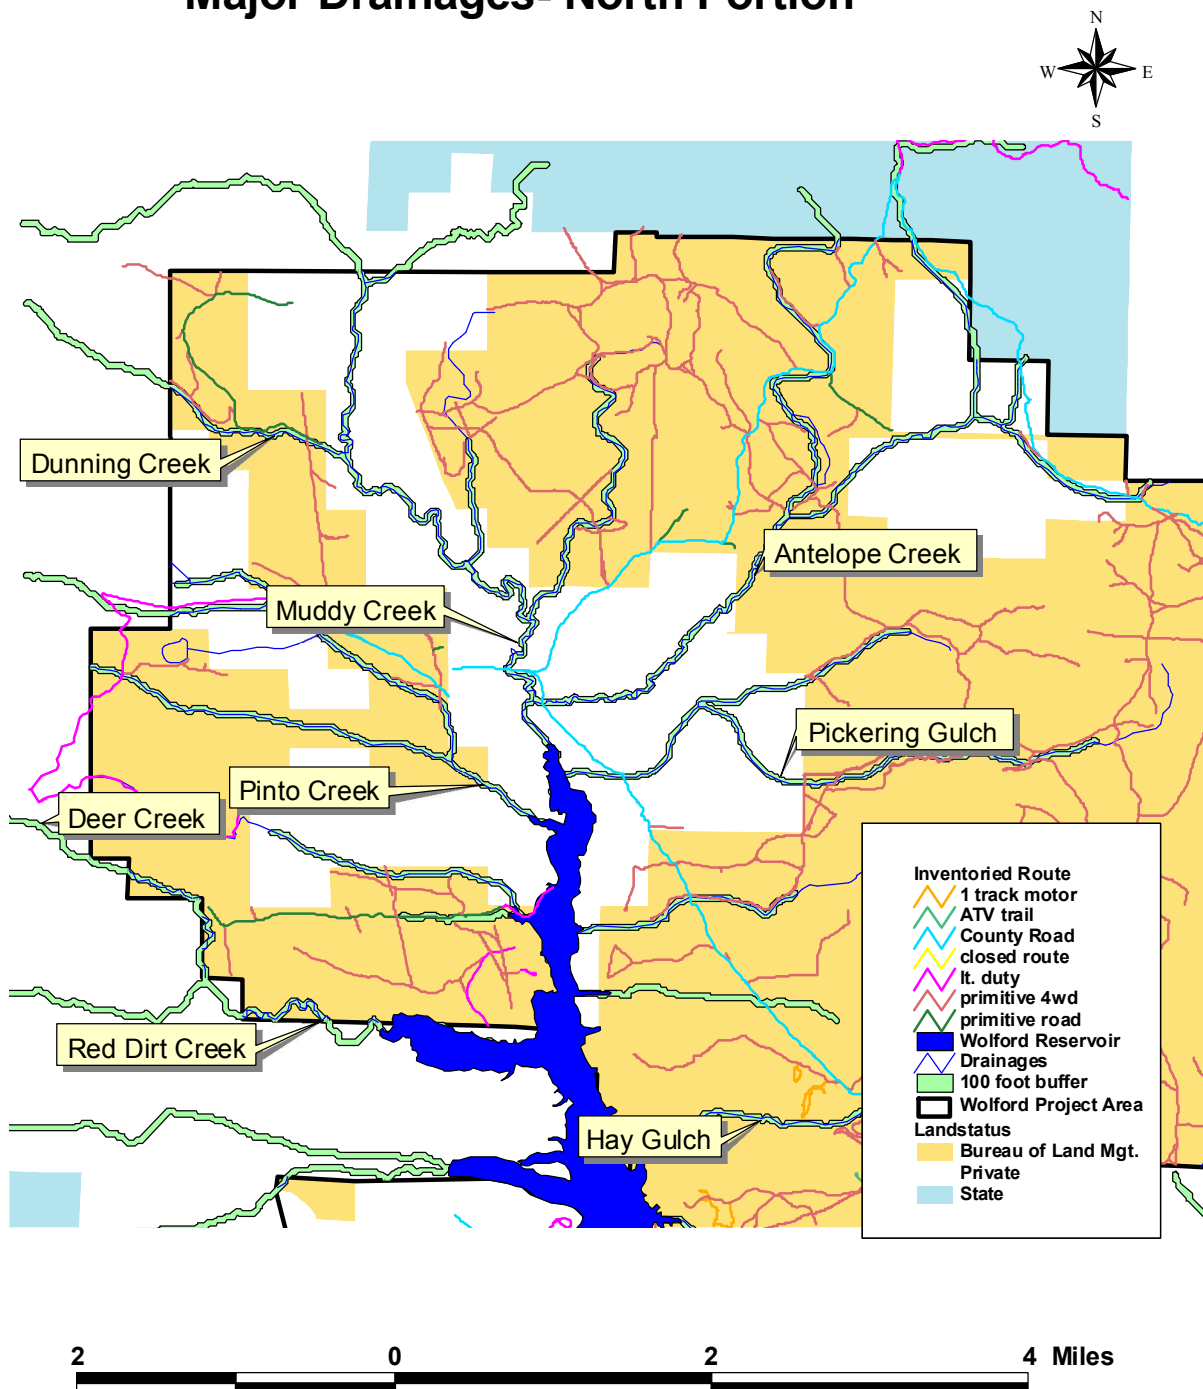 Major Drainages- North Portion
N
W E
S
Dunning Creek
Antelope Creek
Muddy Creek
Pickering Gulch
Pinto Creek
Deer Creek
Red Dirt Creek
Hay Gulch
Inventoried Route
1 track motor
ATV trail
County Road
closed route
lt. duty
primitive 4wd
primitive road
Wolford Reservoir
Drainages
100 foot buffer
Wolford Project Area
Landstatus
Bureau of Land Mgt.
Private
State
2 0 2 4 Miles